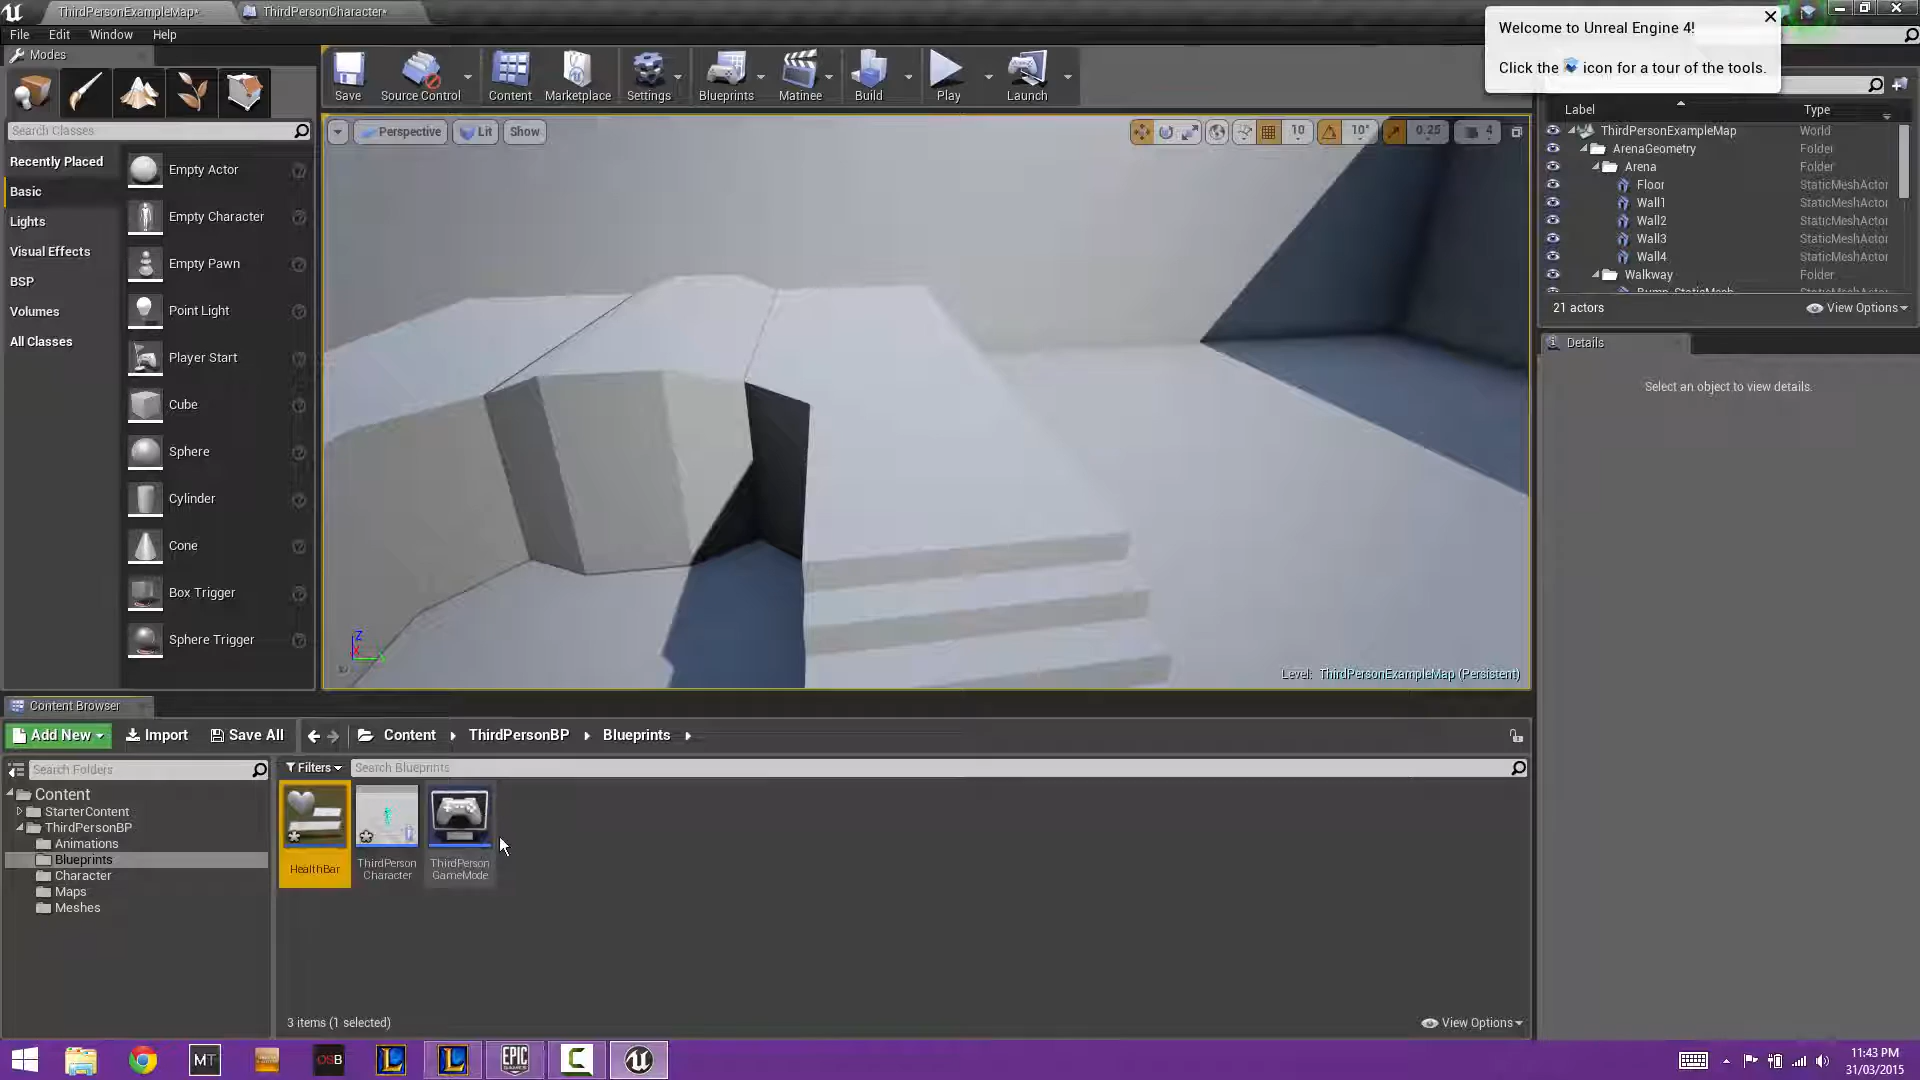 ThirdPersonExampleMap*
ThirdPersonCharacter*
File Edit Window Help
Modes
Welcome to Unreal Engine 4!
Click the icon for a tour of the tools.
Save
Source Control
Content
Marketplace
Settings
Blueprints
Matinee
Build
Play
Launch
Search Classes
Recently Placed
Basic
Lights
Visual Effects
BSP
Volumes
All Classes
Empty Actor
Empty Character
Empty Pawn
Point Light
Player Start
Cube
Sphere
Cylinder
Cone
Box Trigger
Sphere Trigger
Perspective
Lit
Show
10
10°
0.25
4
Z
X
Level: ThirdPersonExampleMap (Persistent)
Label Type
ThirdPersonExampleMap World
ArenaGeometry Folder
Arena Folder
Floor StaticMeshActor
Wall1 StaticMeshActor
Wall2 StaticMeshActor
Wall3 StaticMeshActor
Wall4 StaticMeshActor
Walkway Folder
21 actors
View Options
Details
Select an object to view details.
Content Browser
Add New
Import
Save All
Content
ThirdPersonBP
Blueprints
Search Folders
Filters
Search Blueprints
Content
StarterContent
ThirdPersonBP
Animations
Blueprints
Character
Maps
Meshes
HealthBar
ThirdPerson
Character
ThirdPerson
GameMode
3 items (1 selected)
View Options
MT
OSB
L
L
EPIC
GAMES
C
11:43 PM
31/03/2015